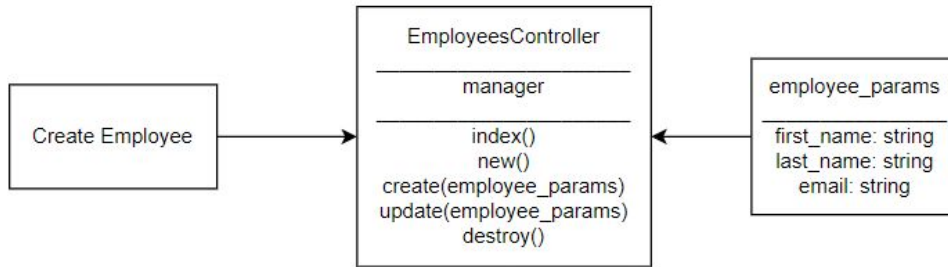 Create Employee
EmployeesController
manager
index()
new()
create(employee_params)
update(employee_params)
destroy()
employee_params
first_name: string
last_name: string
email: string